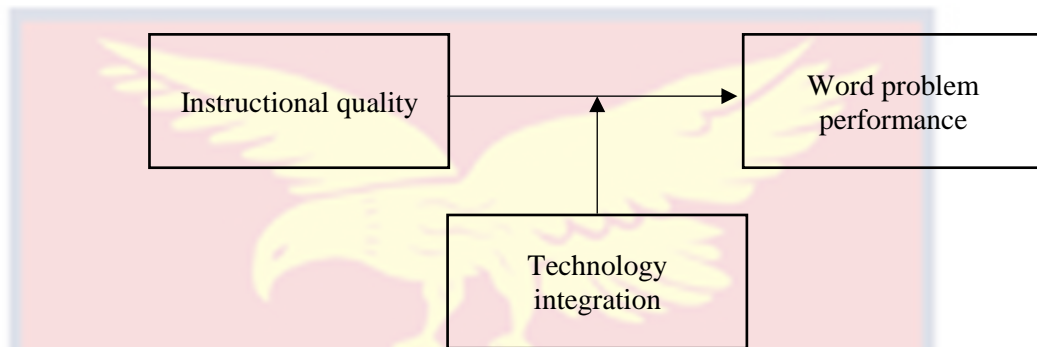 Instructional quality
Word problem
performance
Technology
integration